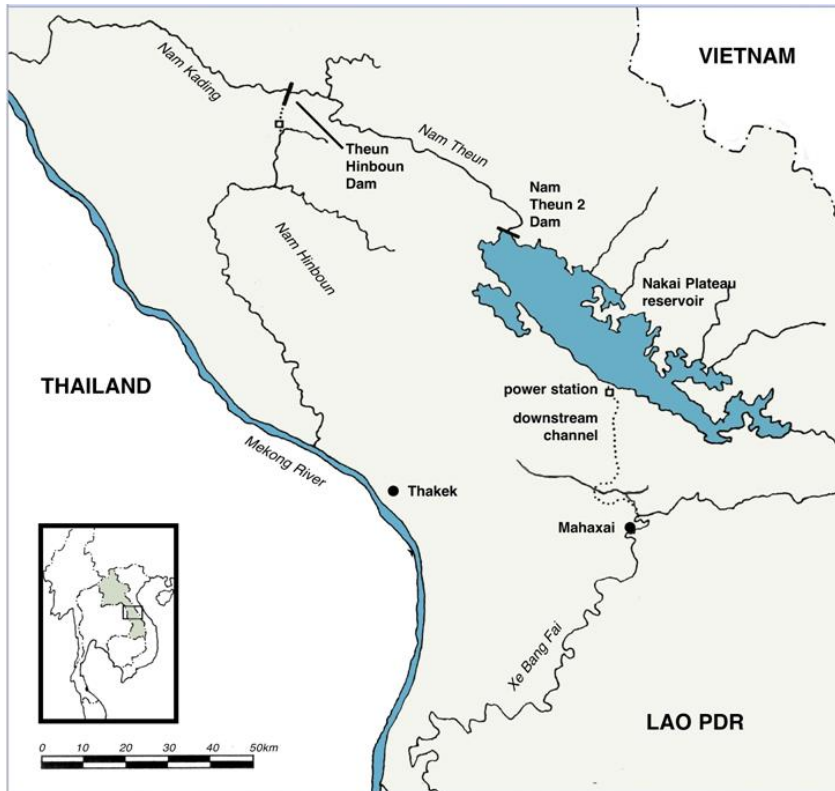 VIETNAM
Nam Kading
Theun
Hinboun
Dam
Nam Theun
Nam
Theun 2
Dam
Nam Hinboun
Nakai Plateau
reservoir
THAILAND
power station
downstream
channel
Mekong River
Thakek
Mahaxai
Xe Bang Fai
LAO PDR
0 10 20 30 40 50km